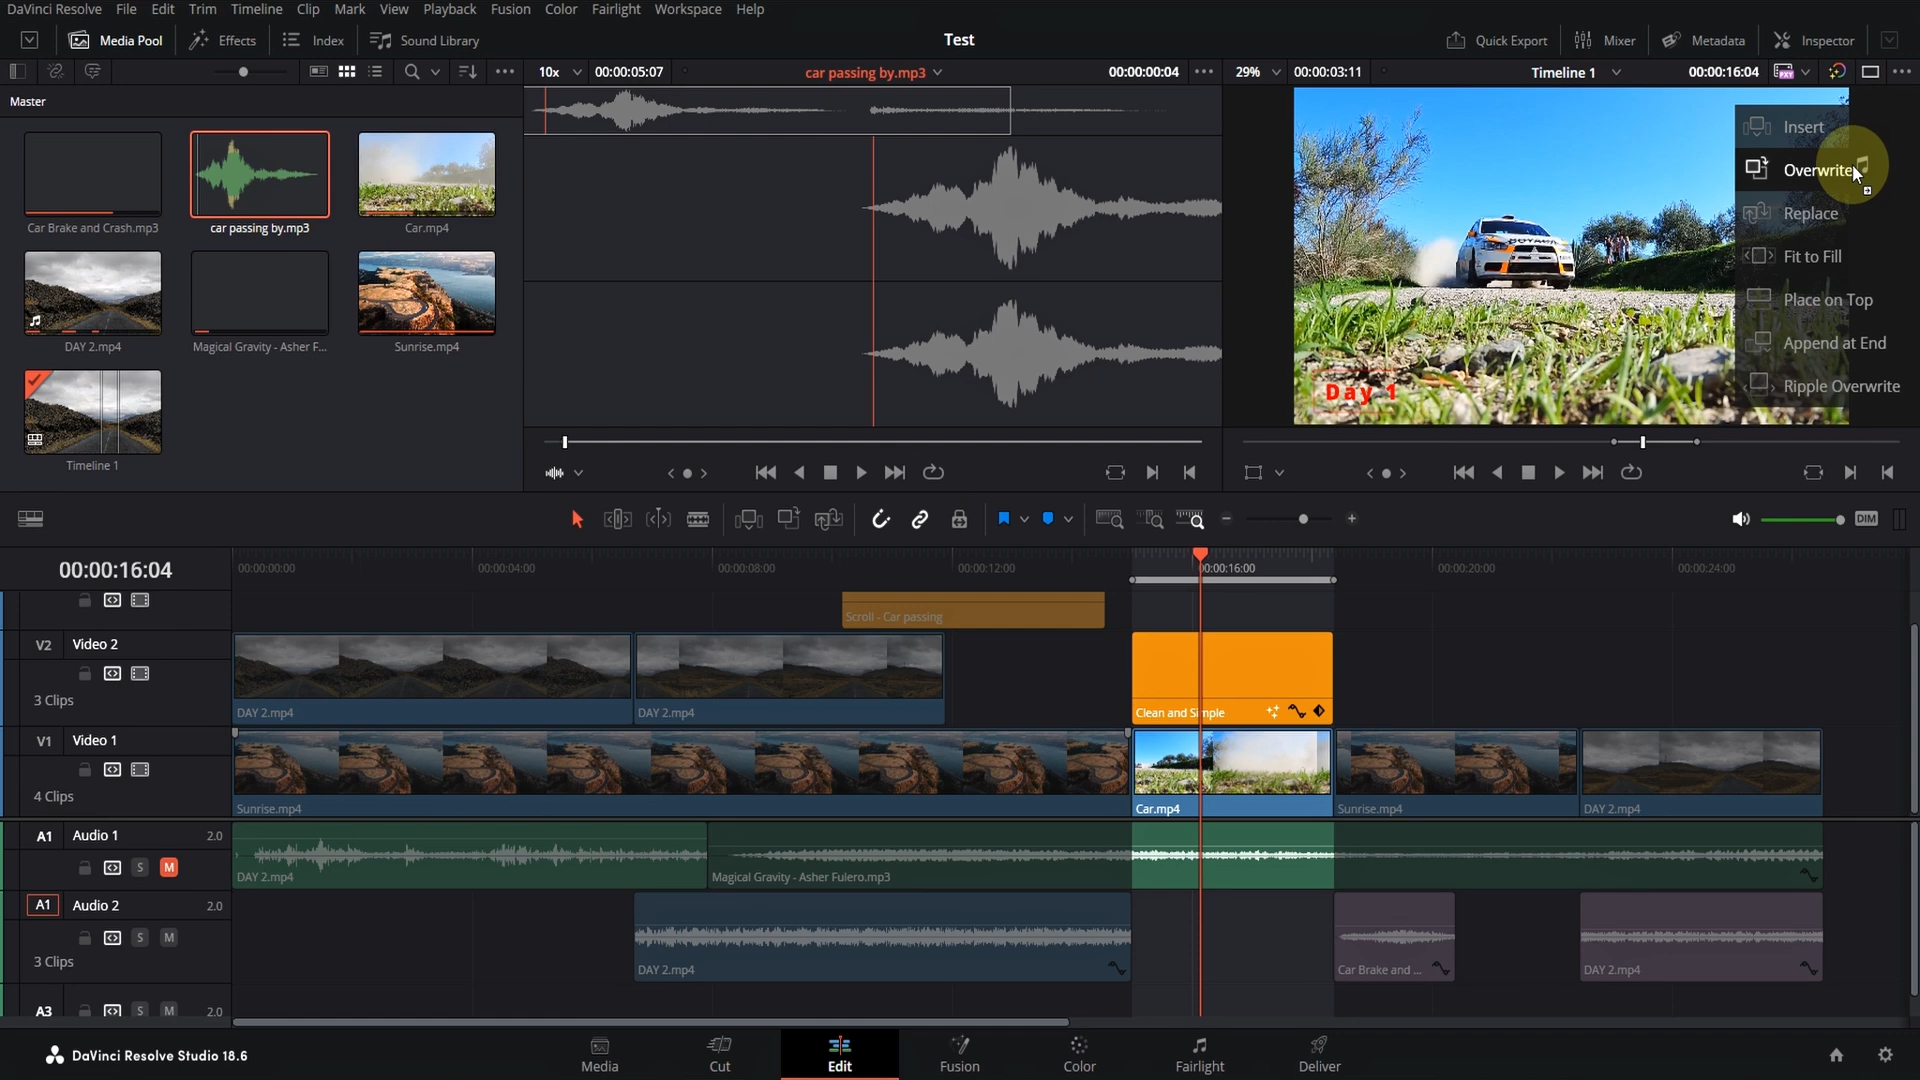 DaVinci Resolve File Edit Trim Timeline Clip Mark View Playback Fusion Color Fairlight Workspace Help
Media Pool Effects Index Sound Library Test Quick Export Mixer Metadata Inspector
10x 00:00:05:07 car passing by.mp3 00:00:00:04 29% 00:00:03:11 Timeline 1 00:00:16:04
Master
Car Brake and Crash.mp3 car passing by.mp3 Car.mp4
DAY 2.mp4 Magical Gravity - Asher F... Sunrise.mp4
Timeline 1
Insert
Overwrite
Replace
Fit to Fill
Place on Top
Append at End
Ripple Overwrite
BOYAMA
Day 1
DIM
00:00:16:04 00:00:00:00 00:00:04:00 00:00:08:00 00:00:12:00 00:00:16:00 00:00:20:00 00:00:24:00
Scroll - Car passing
V2 Video 2
3 Clips
DAY 2.mp4 DAY 2.mp4 Clean and Simple
V1 Video 1
4 Clips
Sunrise.mp4 Car.mp4 Sunrise.mp4 DAY 2.mp4
A1 Audio 1 2.0
S M
DAY 2.mp4 Magical Gravity - Asher Fulero.mp3
A1 Audio 2 2.0
S M
3 Clips
DAY 2.mp4 Car Brake and ... DAY 2.mp4
A3 S M 2.0
DaVinci Resolve Studio 18.6 Media Cut Edit Fusion Color Fairlight Deliver